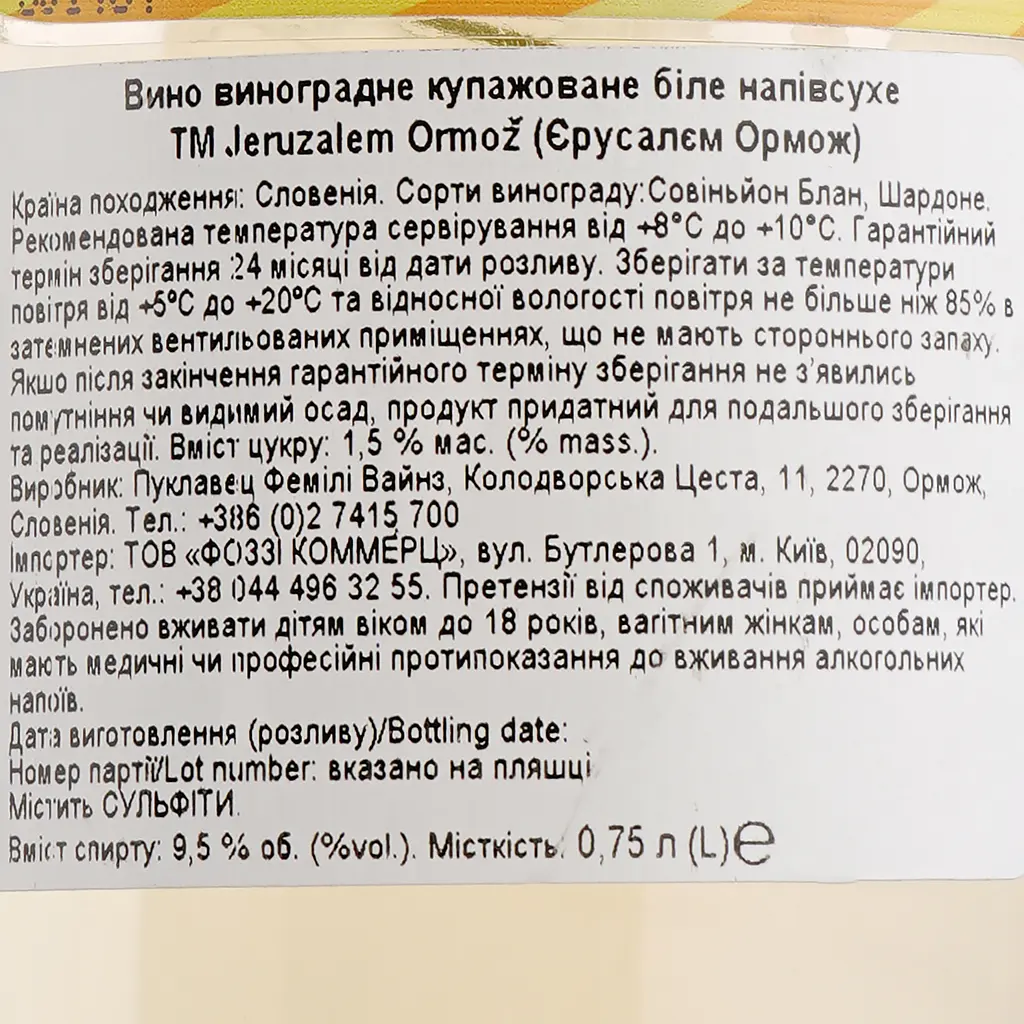 Вино виноградне купажоване біле напівсухе
ТМ Jeruzalem Ormož (Єрусалєм Ормож)
Країна походження: Словенія. Сорти винограду:Совіньйон Блан, Шардоне.
Рекомендована температура сервірування від +8°C до +10°C. Гарантійний
термін зберігання :24 місяці від дати розливу. Зберігати за температури
повітря від +5°C до +20°C та відносної вологості повітря не більше ніж 85% в
затемнених вентильованих приміщеннях, що не мають стороннього запаху.
Якшо після закінчення гарантійного терміну зберігання не з'явились
помутніння чи видимий осад, продукт придатний для подальшого зберігання
та реалізації. Вміст цукру: 1,5 % мас. (% mass.).
Виробник: Пуклавец Фемілі Вайнз, Колодворська Цеста, 11, 2270, Ормож,
Словенія. Тел.: +386 (0)2 7415 700
Імпортер: ТОВ «ФОЗЗІ КОММЕРЦ», вул. Бутлерова 1, м. Київ, 02090,
Україна, тел.: +38 044 496 32 55. Претензії від споживачів приймає імпортер.
Заборонено вживати дітям віком до 18 років, вагітним жінкам, особам, які
мають медичні чи професійні протипоказання до вживання алкогольних
напоїв.
Дата виготовлення (розливу)/Bottling date:
Номер партії/Lot number: вказано на пляшці
Містить СУЛЬФІТИ.
Вміст спирту: 9,5 % об. (%vol.). Місткість: 0,75 л (L)℮